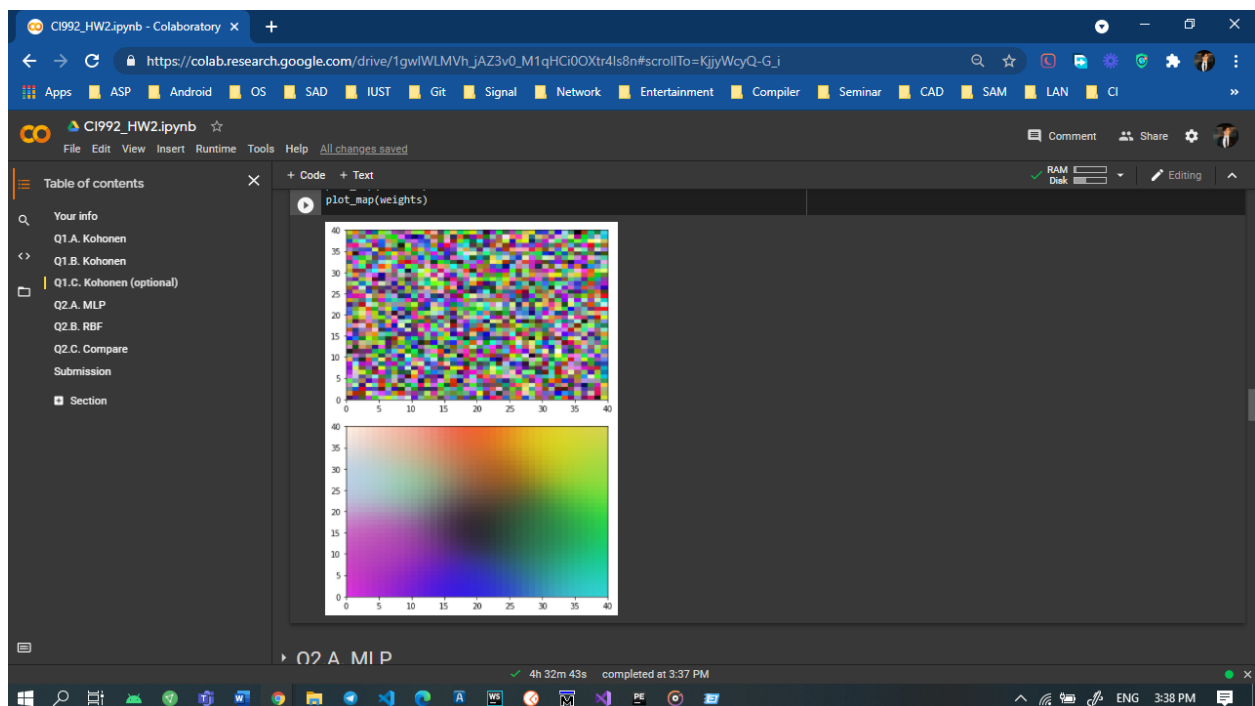 CI992_HW2.ipynb - Colaboratory
https://colab.research.google.com/drive/1gwlWLMVh_jAZ3v0_M1qHCi0OXtr4Is8n#scrollTo=KjjyWcyQ-G_i
Apps ASP Android OS SAD IUST Git Signal Network Entertainment Compiler Seminar CAD SAM LAN CI »
CI992_HW2.ipynb
Comment Share
File Edit View Insert Runtime Tools Help All changes saved
Table of contents
+ Code + Text
RAM
Disk
Editing
Your info
Q1.A. Kohonen
Q1.B. Kohonen
Q1.C. Kohonen (optional)
Q2.A. MLP
Q2.B. RBF
Q2.C. Compare
Submission
Section
plot_map(weights)
40
35
30
25
20
15
10
5
0
0 5 10 15 20 25 30 35 40
40
35
30
25
20
15
10
5
0
0 5 10 15 20 25 30 35 40
Q2.A. MLP
4h 32m 43s completed at 3:37 PM
ENG 3:38 PM